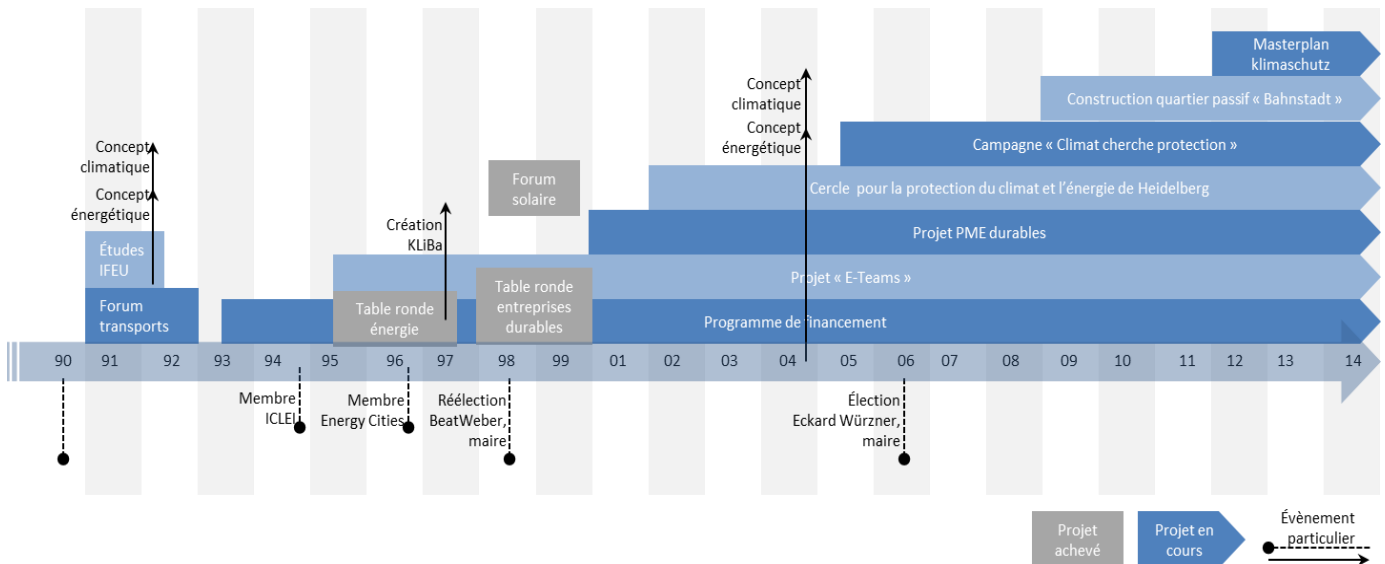 Masterplan
klimaschutz
Construction quartier passif « Bahnstadt »
Campagne « Climat cherche protection »
Cercle pour la protection du climat et l'énergie de Heidelberg
Projet PME durables
Projet « E-Teams »
Programme de financement
Concept
climatique
Concept
énergétique
Études
IFEU
Forum
transports
Création
KLiBa
Table ronde
énergie
Forum
solaire
Table ronde
entreprises
durables
Concept
climatique
Concept
énergétique
90 91 92 93 94 95 96 97 98 99 01 02 03 04 05 06 07 08 09 10 11 12 13 14
Membre
ICLEI
Membre
Energy Cities
Réélection
BeatWeber,
maire
Élection
Eckard Würzner,
maire
Projet
achevé
Projet en
cours
Évènement
particulier